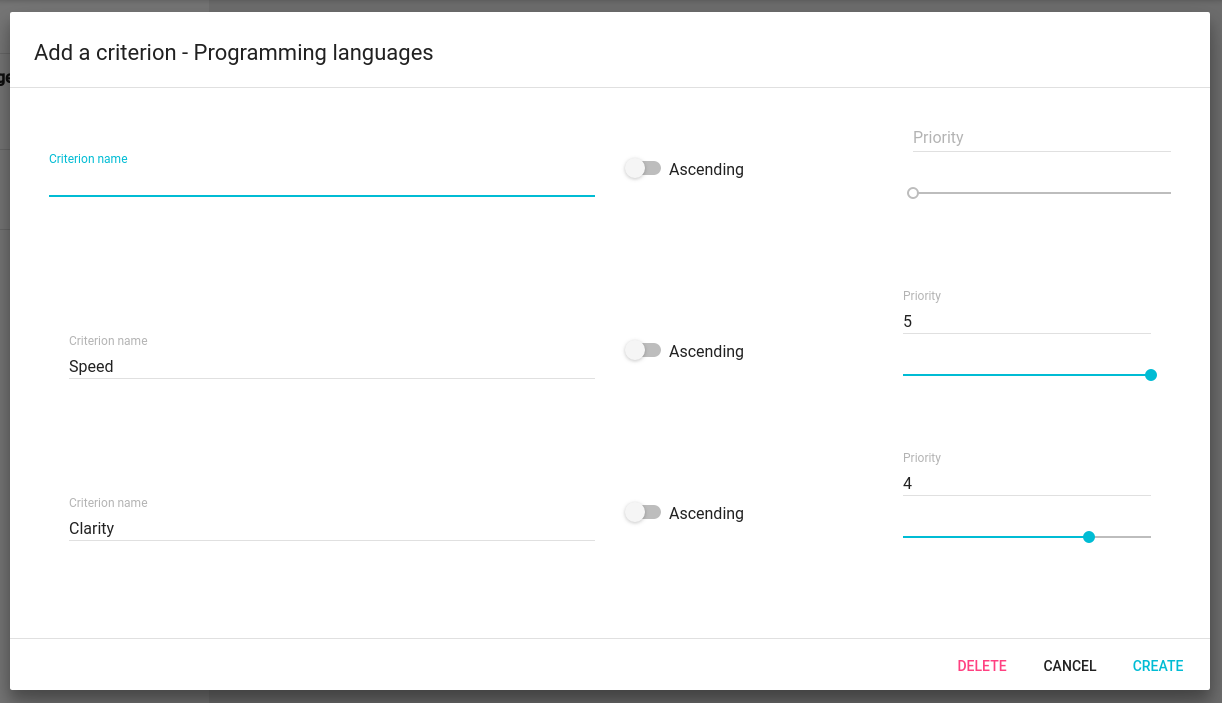 Add a criterion - Programming languages
ge
Criterion name
Ascending
Priority
Criterion name
Speed
Ascending
Priority
5
Criterion name
Clarity
Ascending
Priority
4
DELETE
CANCEL
CREATE